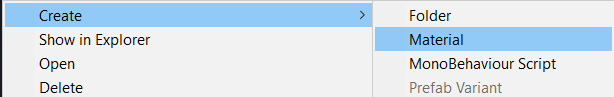 Create
Show in Explorer
Open
Delete
Folder
Material
MonoBehaviour Script
Prefab Variant